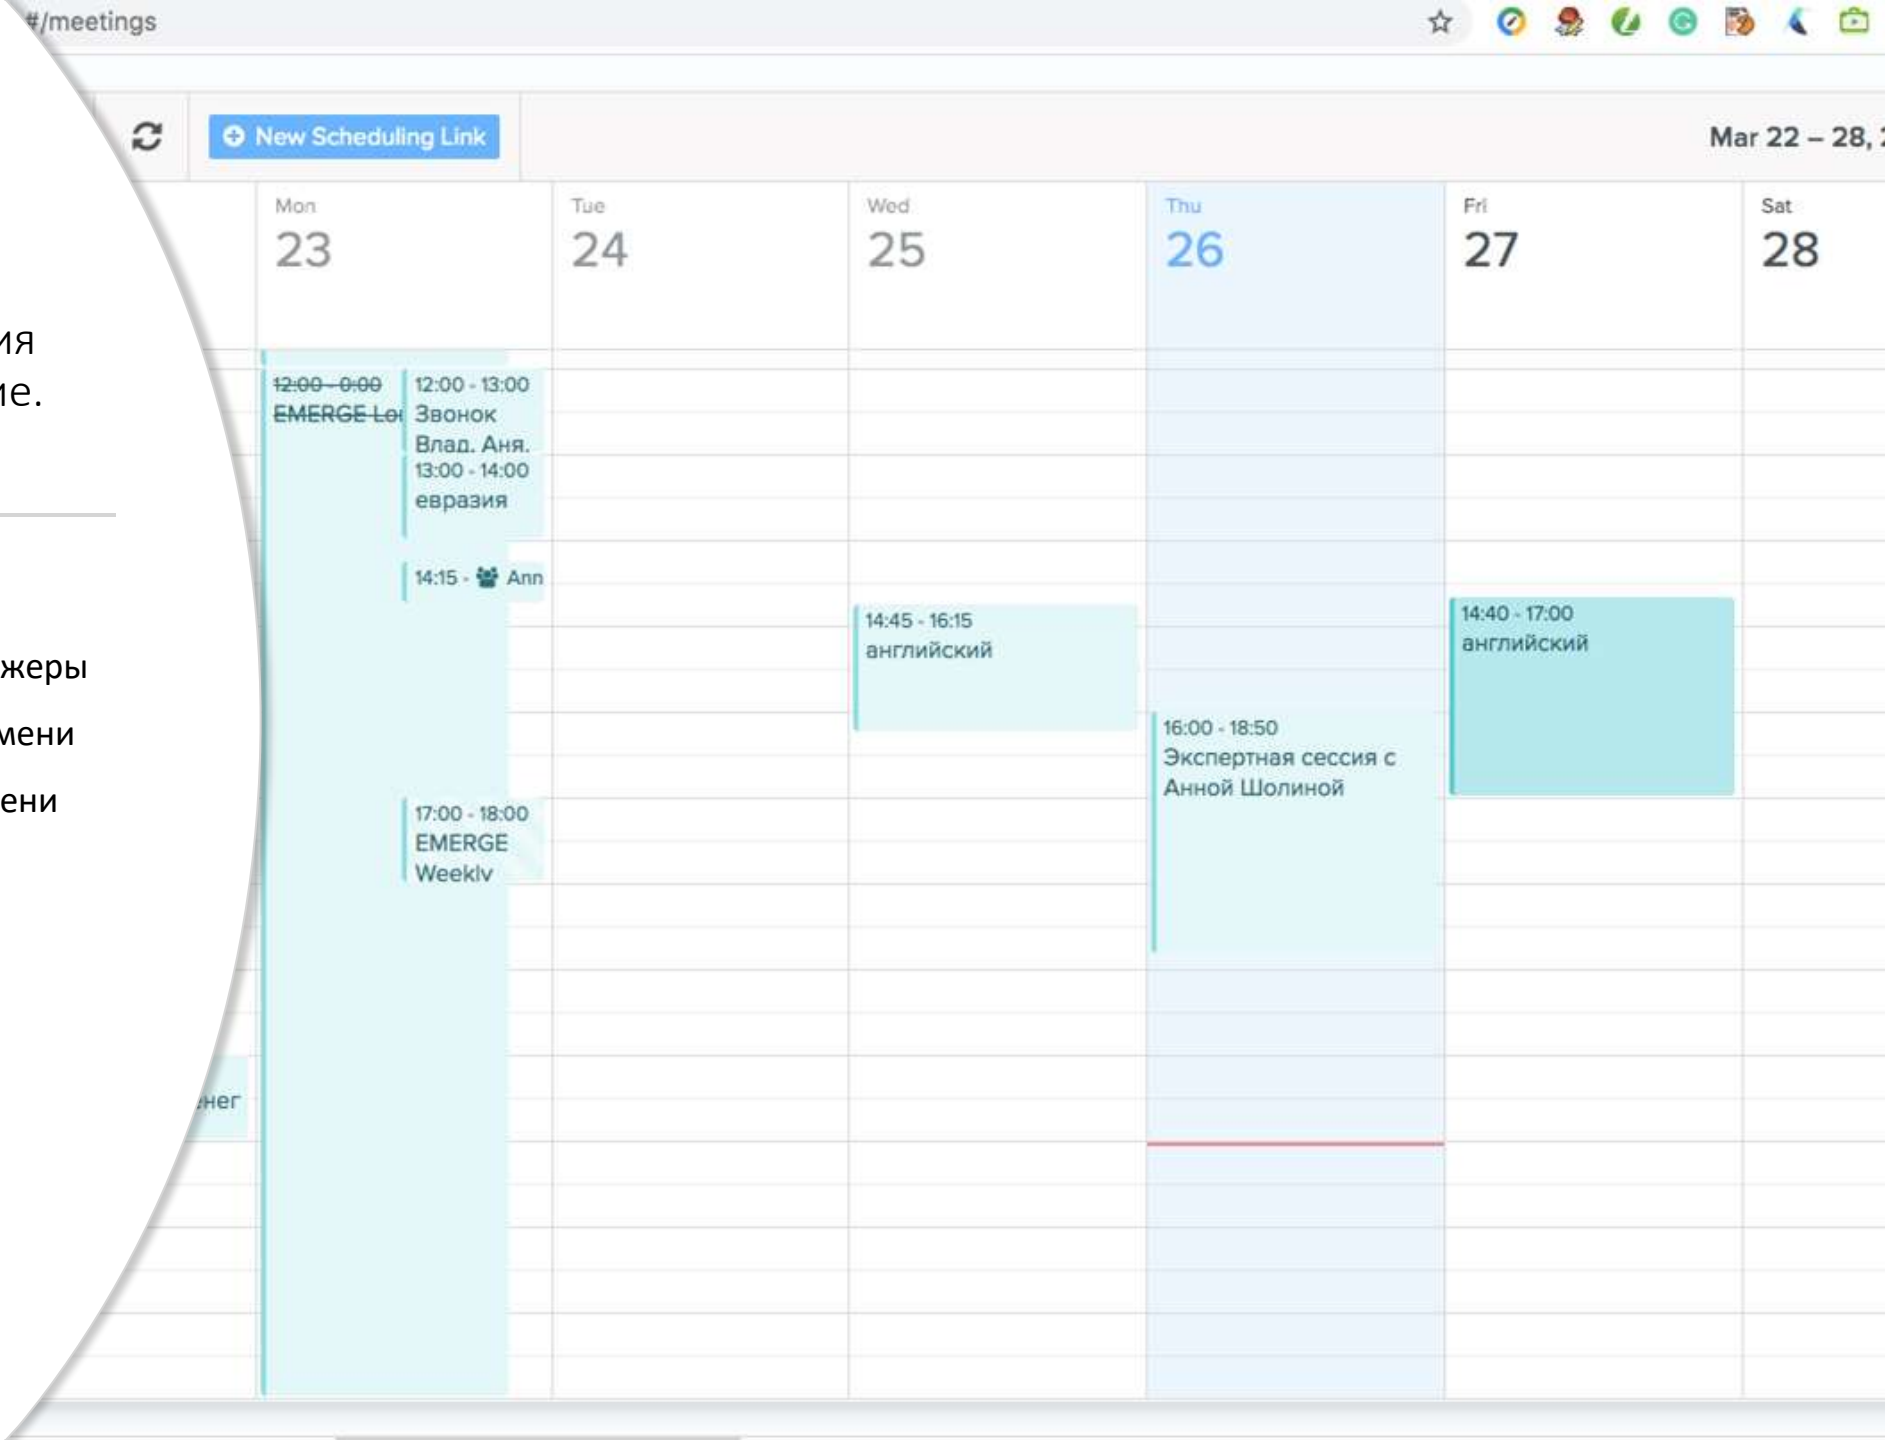 #/meetings
New Scheduling Link
Mar 22 – 28,
Mon
23
Tue
24
Wed
25
Thu
26
Fri
27
Sat
28
ия
ие.
жеры
мени
ени
12:00 - 0:00
EMERGE Lo
12:00 - 13:00
Звонок
Влад. Аня.
13:00 - 14:00
евразия
14:15 - Ann
17:00 - 18:00
EMERGE
Weekly
14:45 - 16:15
английский
16:00 - 18:50
Экспертная сессия с
Анной Шолиной
14:40 - 17:00
английский
нег